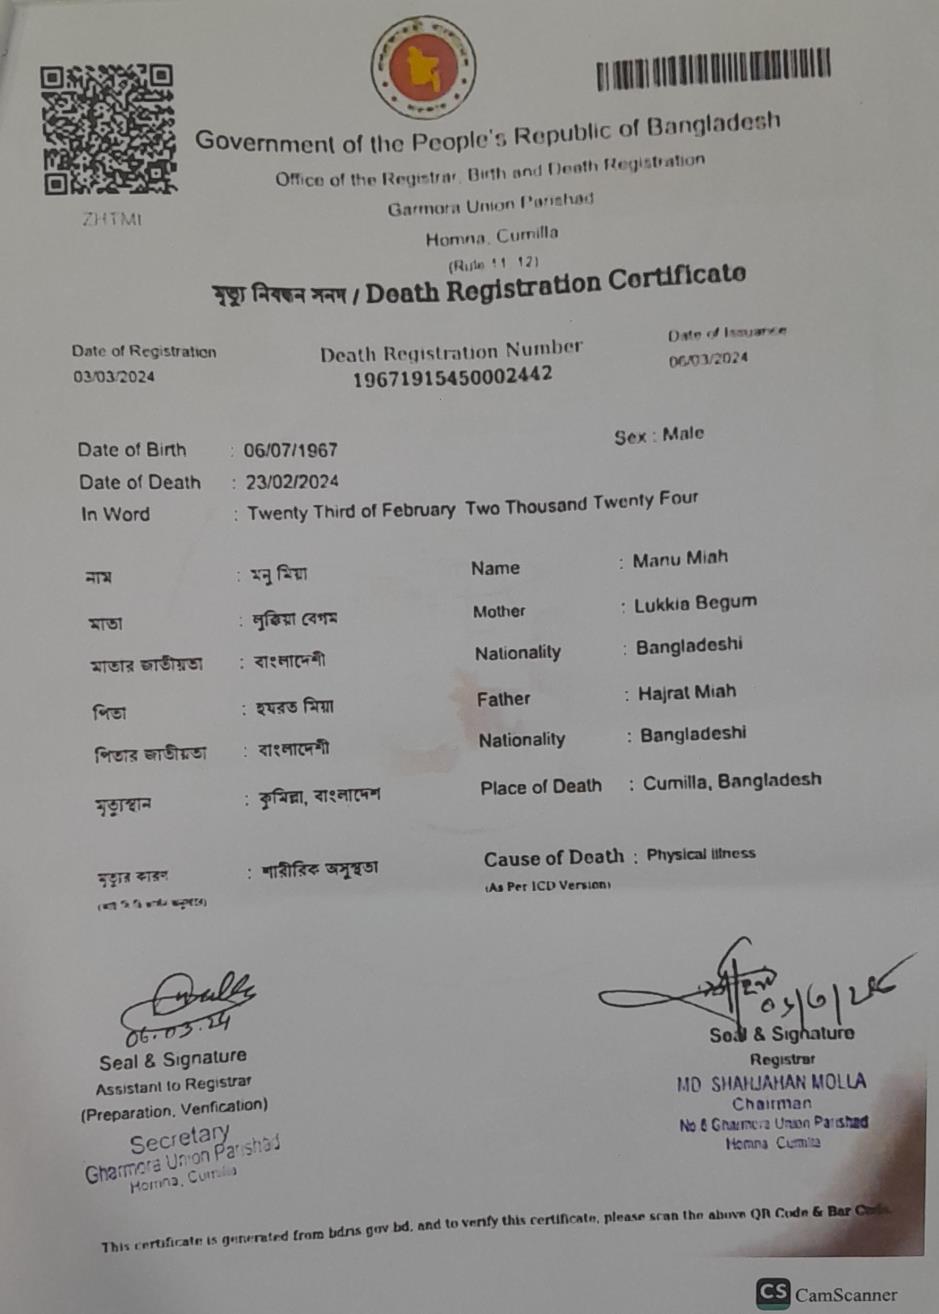 ZHTMt
Government of the People's Republic of Bangladesh
Office of the Registrar, Birth and Death Registration
Garmora Union Parishad
Homna, Cumilla
(Rule 11, 12)
মৃত্যু নিবন্ধন সনদ / Death Registration Certificate
Date of Registration Death Registration Number Date of Issuance
03/03/2024 19671915450002442 06/03/2024
Date of Birth : 06/07/1967 Sex : Male
Date of Death : 23/02/2024
In Word : Twenty Third of February Two Thousand Twenty Four
নাম : মনু মিয়া Name : Manu Miah
মাতা : লুকিয়া বেগম Mother : Lukkia Begum
মাতার জাতীয়তা : বাংলাদেশী Nationality : Bangladeshi
পিতা : হযরত মিয়া Father : Hajrat Miah
পিতার জাতীয়তা : বাংলাদেশী Nationality : Bangladeshi
মৃত্যুস্থান : কুমিল্লা, বাংলাদেশ Place of Death : Cumilla, Bangladesh
মৃত্যুর কারন : শারীরিক অসুস্থতা Cause of Death : Physical Illness
(As Per ICD Version)
06.03.24
Seal & Signature
Assistant to Registrar
(Preparation, Verification)
Secretary
Gharmora Union Parishad
Homna, Cumilla
Seal & Signature
Registrar
MD SHAHJAHAN MOLLA
Chairman
No 6 Gharmora Union Parishad
Homna Cumilla
This certificate is generated from bdris gov bd, and to verify this certificate, please scan the above QR Code & Bar Code.
CS CamScanner